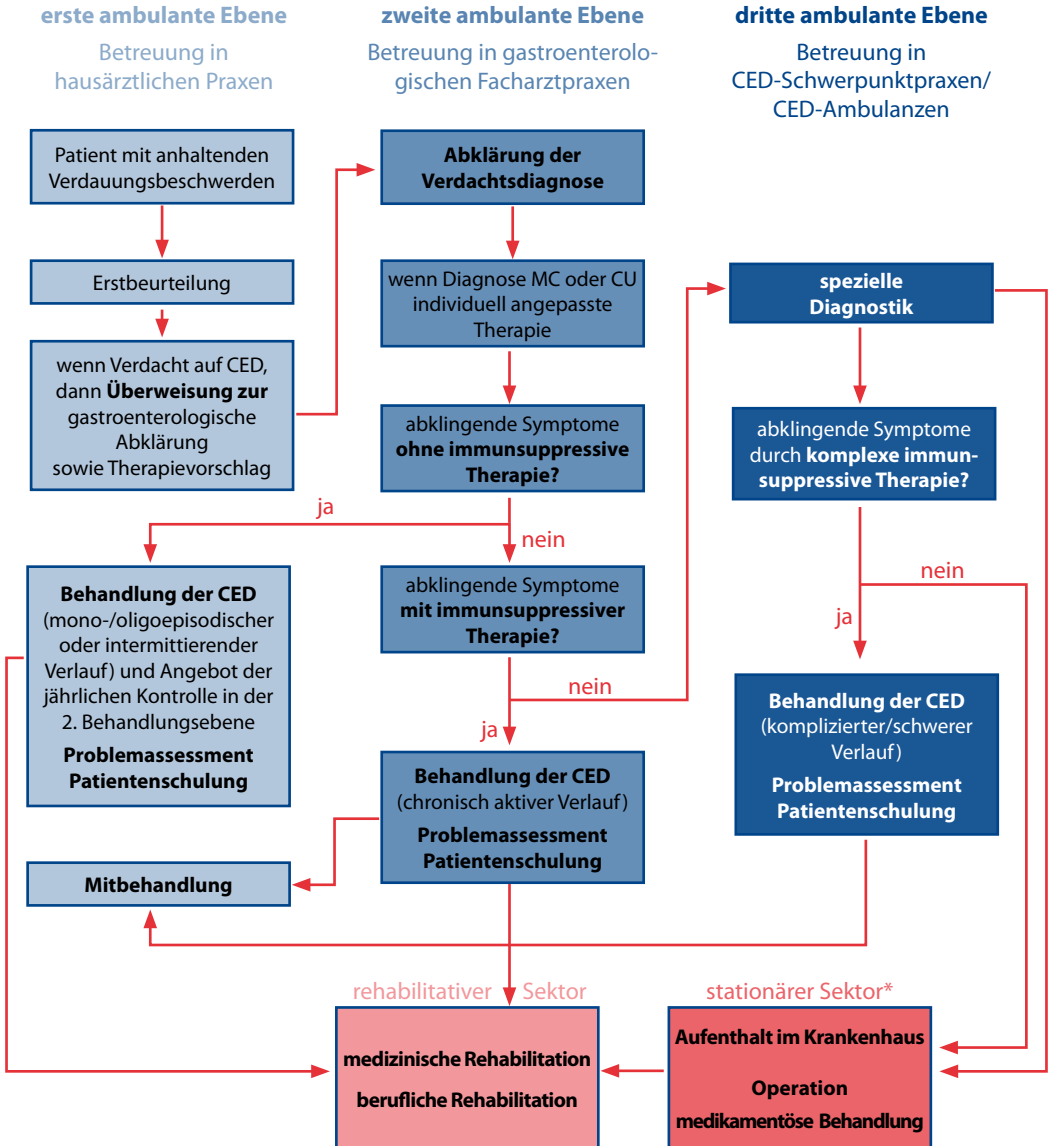 erste ambulante Ebene
Betreuung in
hausärztlichen Praxen
zweite ambulante Ebene
Betreuung in gastroenterolo-
gischen Facharztpraxen
dritte ambulante Ebene
Betreuung in
CED-Schwerpunktpraxen/
CED-Ambulanzen
Patient mit anhaltenden
Verdauungsbeschwerden
Erstbeurteilung
wenn Verdacht auf CED,
dann Überweisung zur
gastroenterologische
Abklärung
sowie Therapievorschlag
Abklärung der
Verdachtsdiagnose
wenn Diagnose MC oder CU
individuell angepasste
Therapie
abklingende Symptome
ohne immunsuppressive
Therapie?
ja
nein
Behandlung der CED
(mono-/oligoepisodischer
oder intermittierender
Verlauf) und Angebot der
jährlichen Kontrolle in der
2. Behandlungsebene
Problemassessment
Patientenschulung
abklingende Symptome
mit immunsuppressiver
Therapie?
nein
ja
Behandlung der CED
(chronisch aktiver Verlauf)
Problemassessment
Patientenschulung
Mitbehandlung
spezielle
Diagnostik
abklingende Symptome
durch komplexe immun-
suppressive Therapie?
nein
ja
Behandlung der CED
(komplizierter/schwerer
Verlauf)
Problemassessment
Patientenschulung
rehabilitativer Sektor
medizinische Rehabilitation
berufliche Rehabilitation
stationärer Sektor*
Aufenthalt im Krankenhaus
Operation
medikamentöse Behandlung